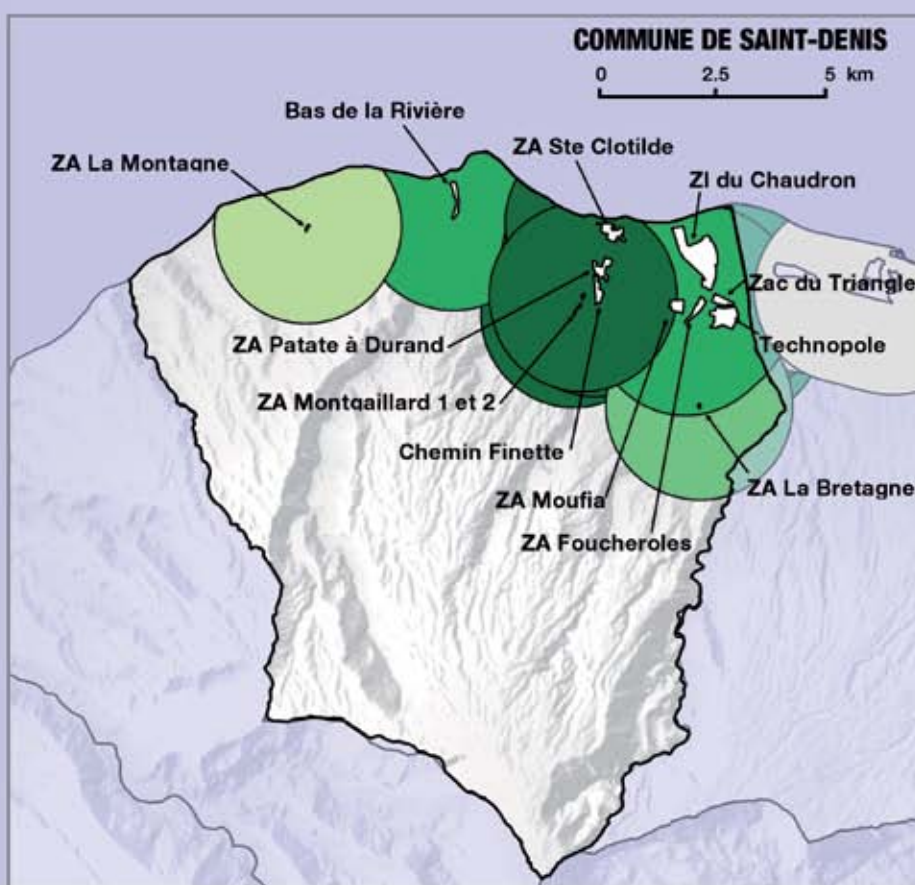 COMMUNE DE SAINT-DENIS
0 2.5 5 km
Bas de la Rivière
ZA Ste Clotilde
ZA La Montagne
ZI du Chaudron
Zac du Triangle
ZA Patate à Durand
Technopole
ZA Montgaillard 1 et 2
Chemin Finette
ZA La Bretagne
ZA Moufia
ZA Foucheroles